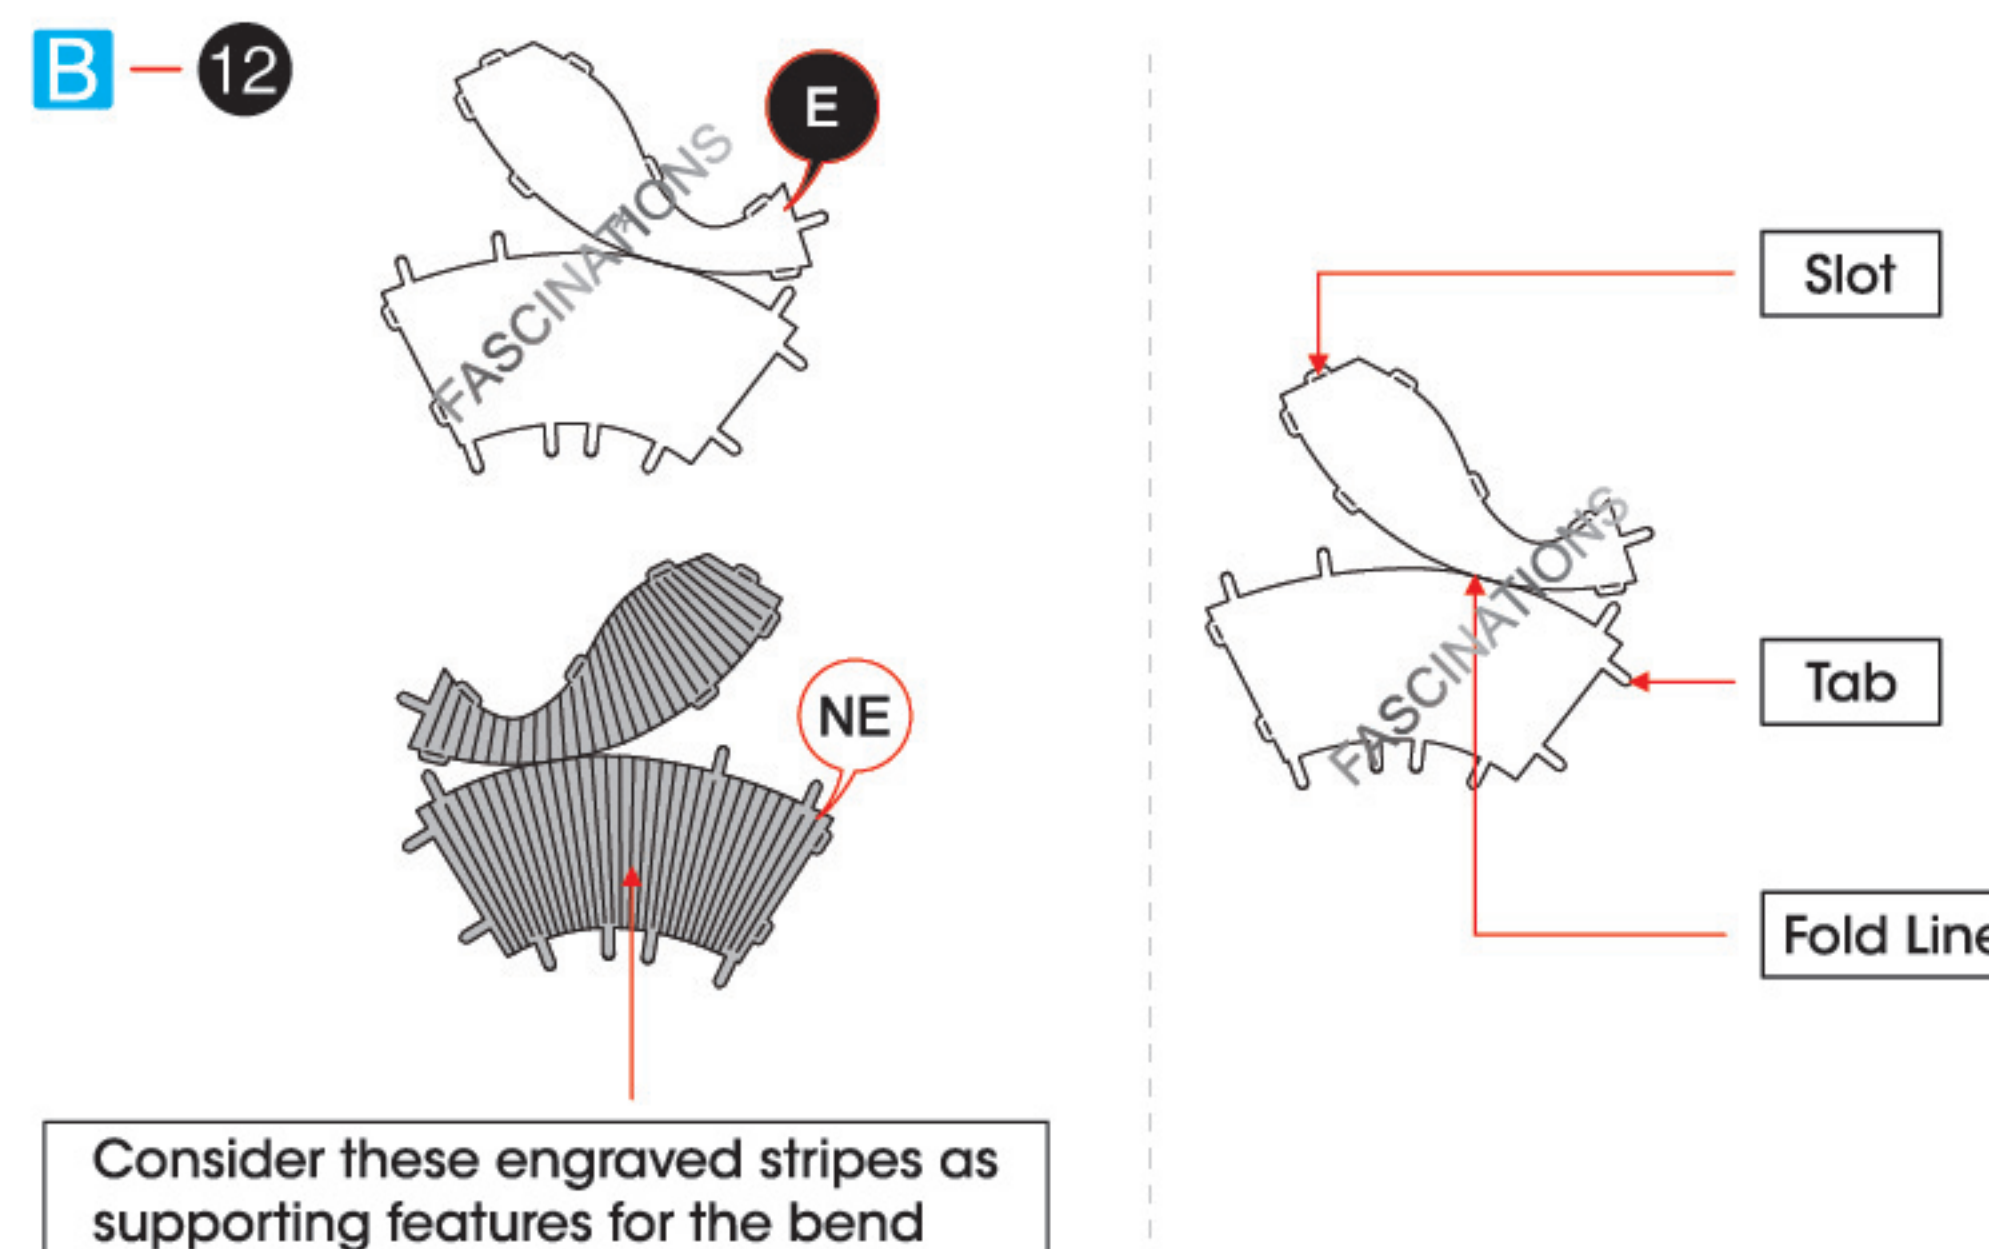 B — 12
E
FASCINATIONS
NE
Consider these engraved stripes as
supporting features for the bend
Slot
FASCINATIONS
Tab
Fold Line